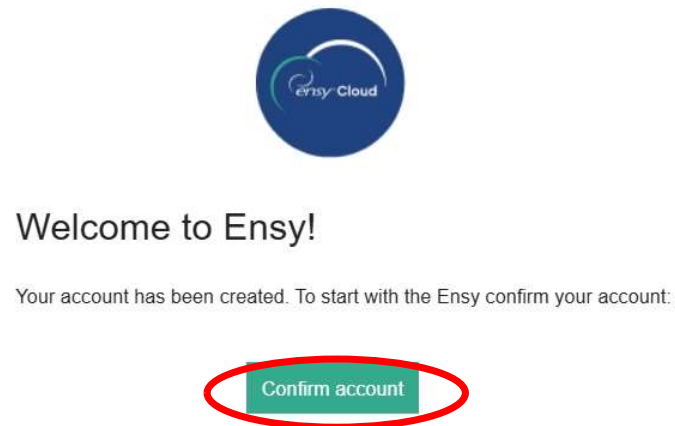 ensy Cloud
Welcome to Ensy!
Your account has been created. To start with the Ensy confirm your account:
Confirm account